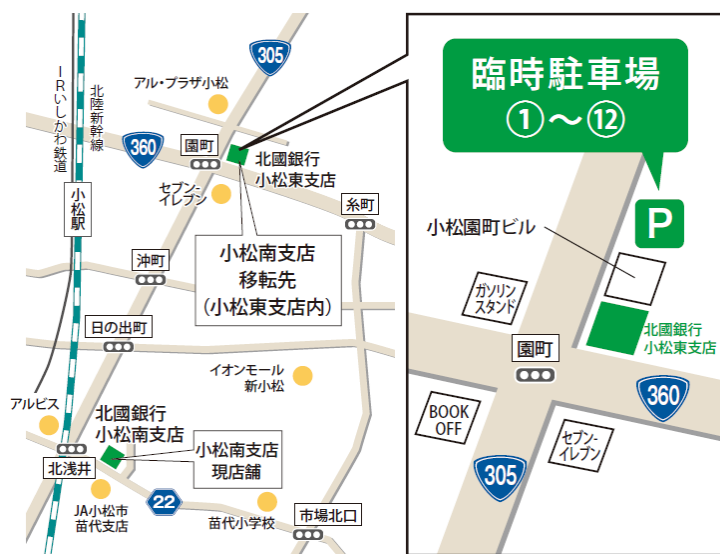 305
アル・プラザ小松
IRいしかわ鉄道
北陸新幹線
360
園町
北國銀行
小松東支店
セブン-
イレブン
糸町
小松駅
小松南支店
移転先
(小松東支店内)
沖町
日の出町
イオンモール
新小松
アルビス
北國銀行
小松南支店
小松南支店
現店舗
北浅井
JA小松市
苗代支店
22
苗代小学校
市場北口
臨時駐車場
①～⑫
P
小松園町ビル
ガソリン
スタンド
北國銀行
小松東支店
園町
360
BOOK
OFF
セブン-
イレブン
305